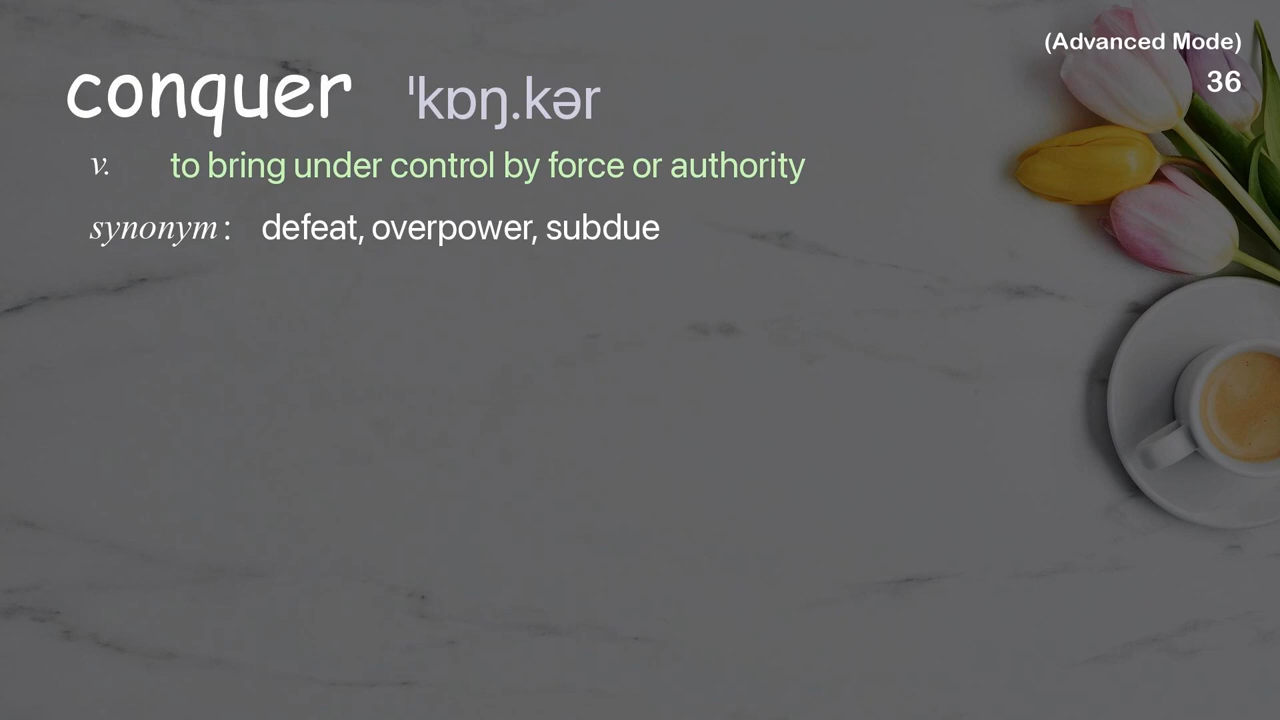 (Advanced Mode)
36
conquer ˈkɒŋ.kər
v. to bring under control by force or authority
synonym: defeat, overpower, subdue